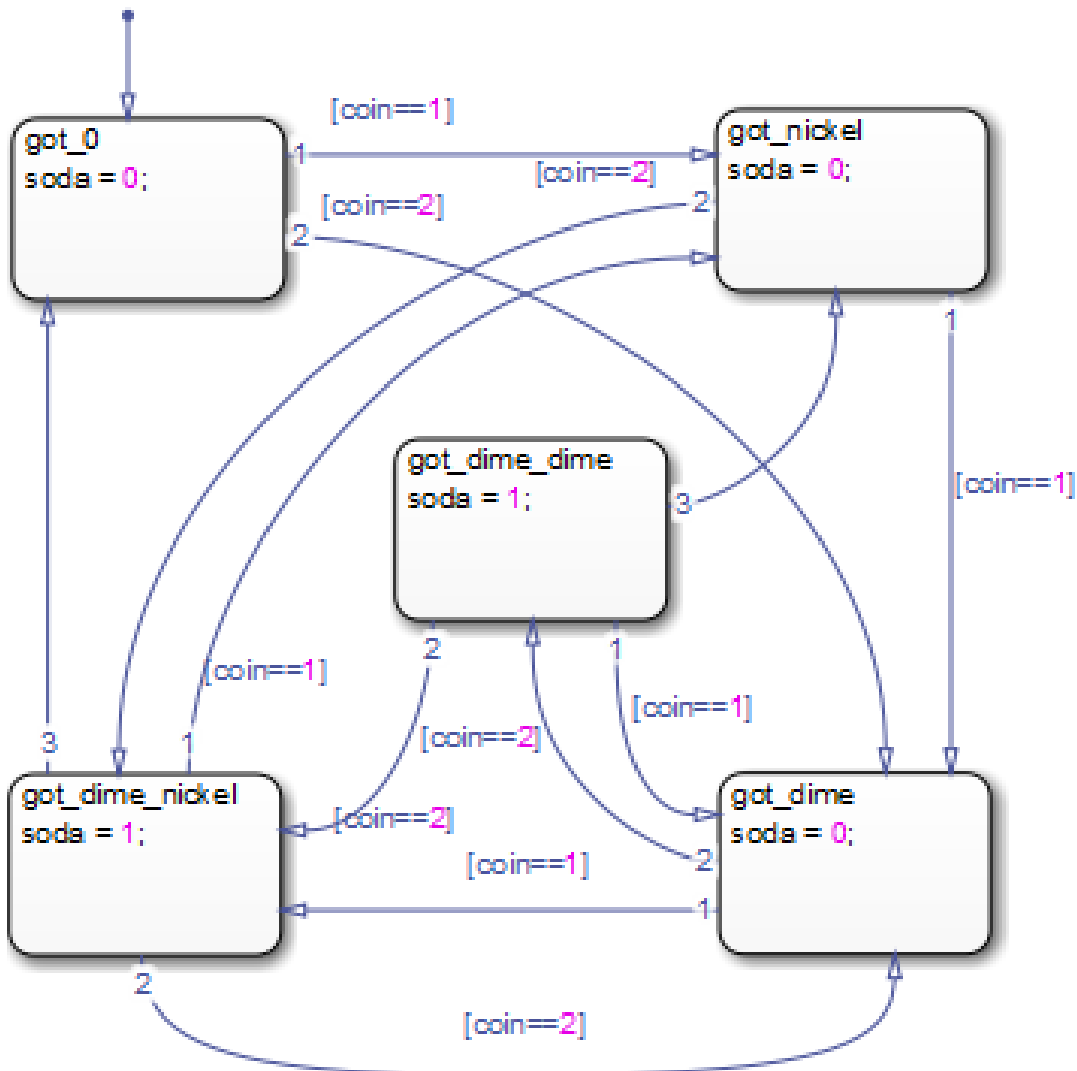 [coin==1]
got_0
soda = 0;
got_nickel
soda = 0;
1
[coin==2]
[coin==2]
2
2
1
got_dime_dime
soda = 1;
3
[coin==1]
2
1
[coin==1]
[coin==1]
[coin==2]
3
1
got_dime_nickel
soda = 1;
[coin==2]
got_dime
soda = 0;
[coin==1]
2
1
2
[coin==2]